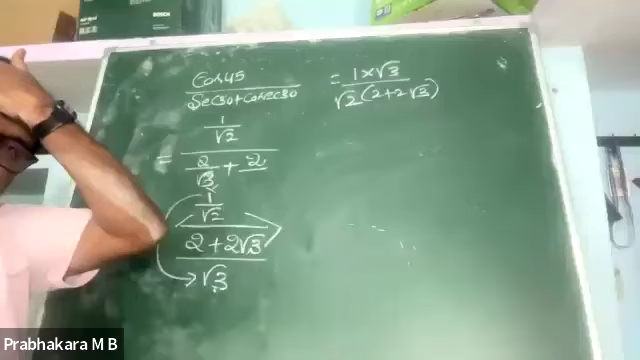 BOSCH
Cos45
Sec30+Cosec30
= 1×√3
√2(2+2√3)
1
√2
=
2 + 2
√3
1
√2
2+2√3
√3
Prabhakara M B